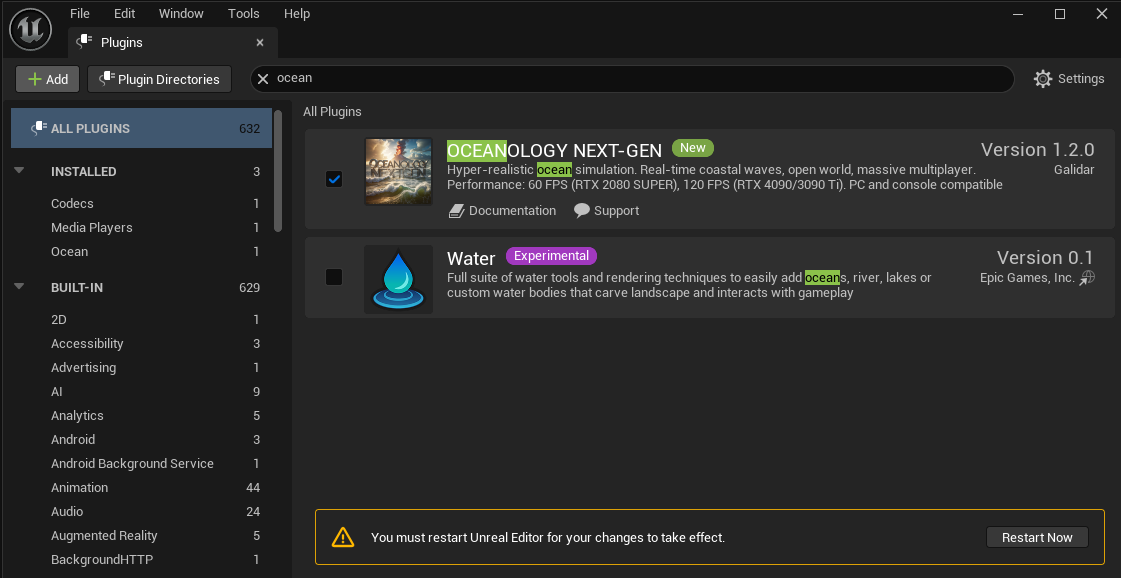 File Edit Window Tools Help
Plugins
Add Plugin Directories ocean Settings
ALL PLUGINS 632
INSTALLED 3
Codecs 1
Media Players 1
Ocean 1
BUILT-IN 629
2D 1
Accessibility 3
Advertising 1
AI 9
Analytics 5
Android 3
Android Background Service 1
Animation 44
Audio 24
Augmented Reality 5
BackgroundHTTP 1
All Plugins
OCEANOLOGY NEXT-GEN New Version 1.2.0
Hyper-realistic ocean simulation. Real-time coastal waves, open world, massive multiplayer. Galidar
Performance: 60 FPS (RTX 2080 SUPER), 120 FPS (RTX 4090/3090 Ti). PC and console compatible
Documentation Support
OCEANOLOGY
Water Experimental Version 0.1
Full suite of water tools and rendering techniques to easily add oceans, river, lakes or Epic Games, Inc.
custom water bodies that carve landscape and interacts with gameplay
You must restart Unreal Editor for your changes to take effect. Restart Now